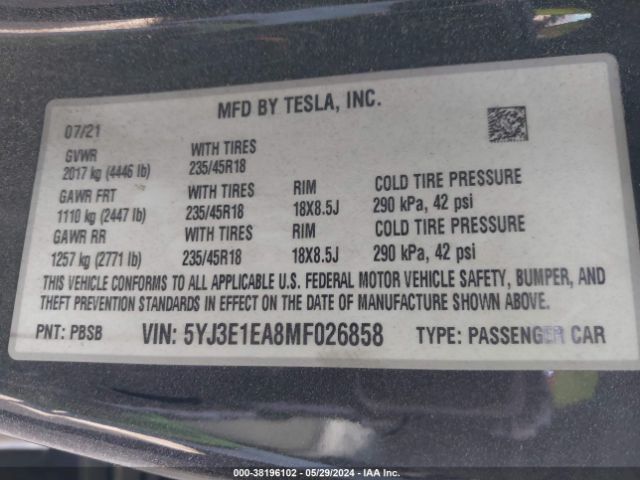 MFD BY TESLA, INC.
07/21
GVWR WITH TIRES
2017 kg (4446 lb) 235/45R18
GAWR FRT WITH TIRES RIM COLD TIRE PRESSURE
1110 kg (2447 lb) 235/45R18 18X8.5J 290 kPa, 42 psi
GAWR RR WITH TIRES RIM COLD TIRE PRESSURE
1257 kg (2771 lb) 235/45R18 18X8.5J 290 kPa, 42 psi
THIS VEHICLE CONFORMS TO ALL APPLICABLE U.S. FEDERAL MOTOR VEHICLE SAFETY, BUMPER, AND
THEFT PREVENTION STANDARDS IN EFFECT ON THE DATE OF MANUFACTURE SHOWN ABOVE.
PNT: PBSB VIN: 5YJ3E1EA8MF026858 TYPE: PASSENGER CAR
000-38196102 - 05/29/2024 - IAA Inc.